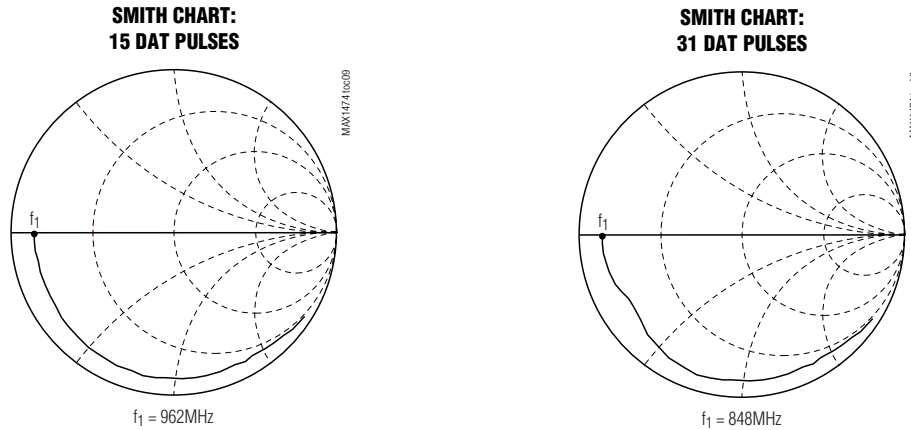 SMITH CHART:
15 DAT PULSES
MAX1474 toc09
f1
f1 = 962MHz
SMITH CHART:
31 DAT PULSES
f1
f1 = 848MHz